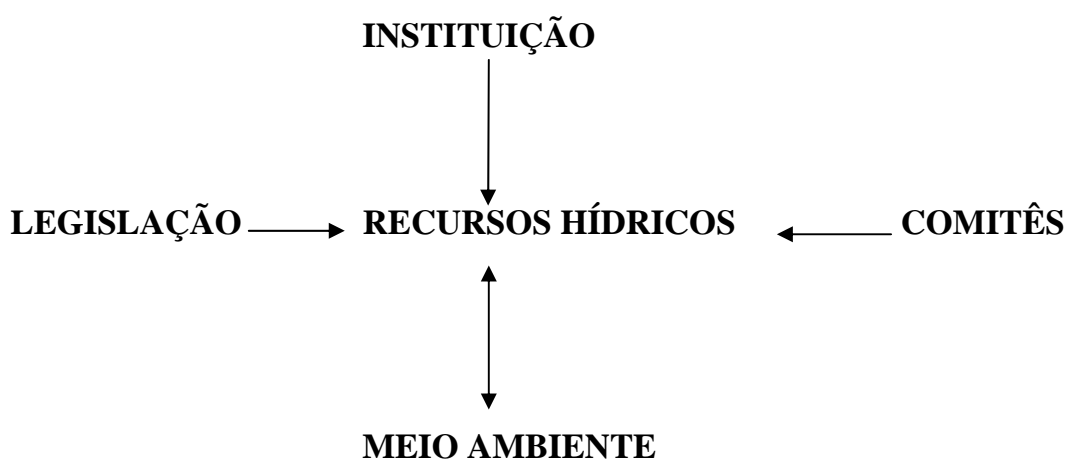 INSTITUIÇÃO
LEGISLAÇÃO RECURSOS HÍDRICOS COMITÊS
MEIO AMBIENTE